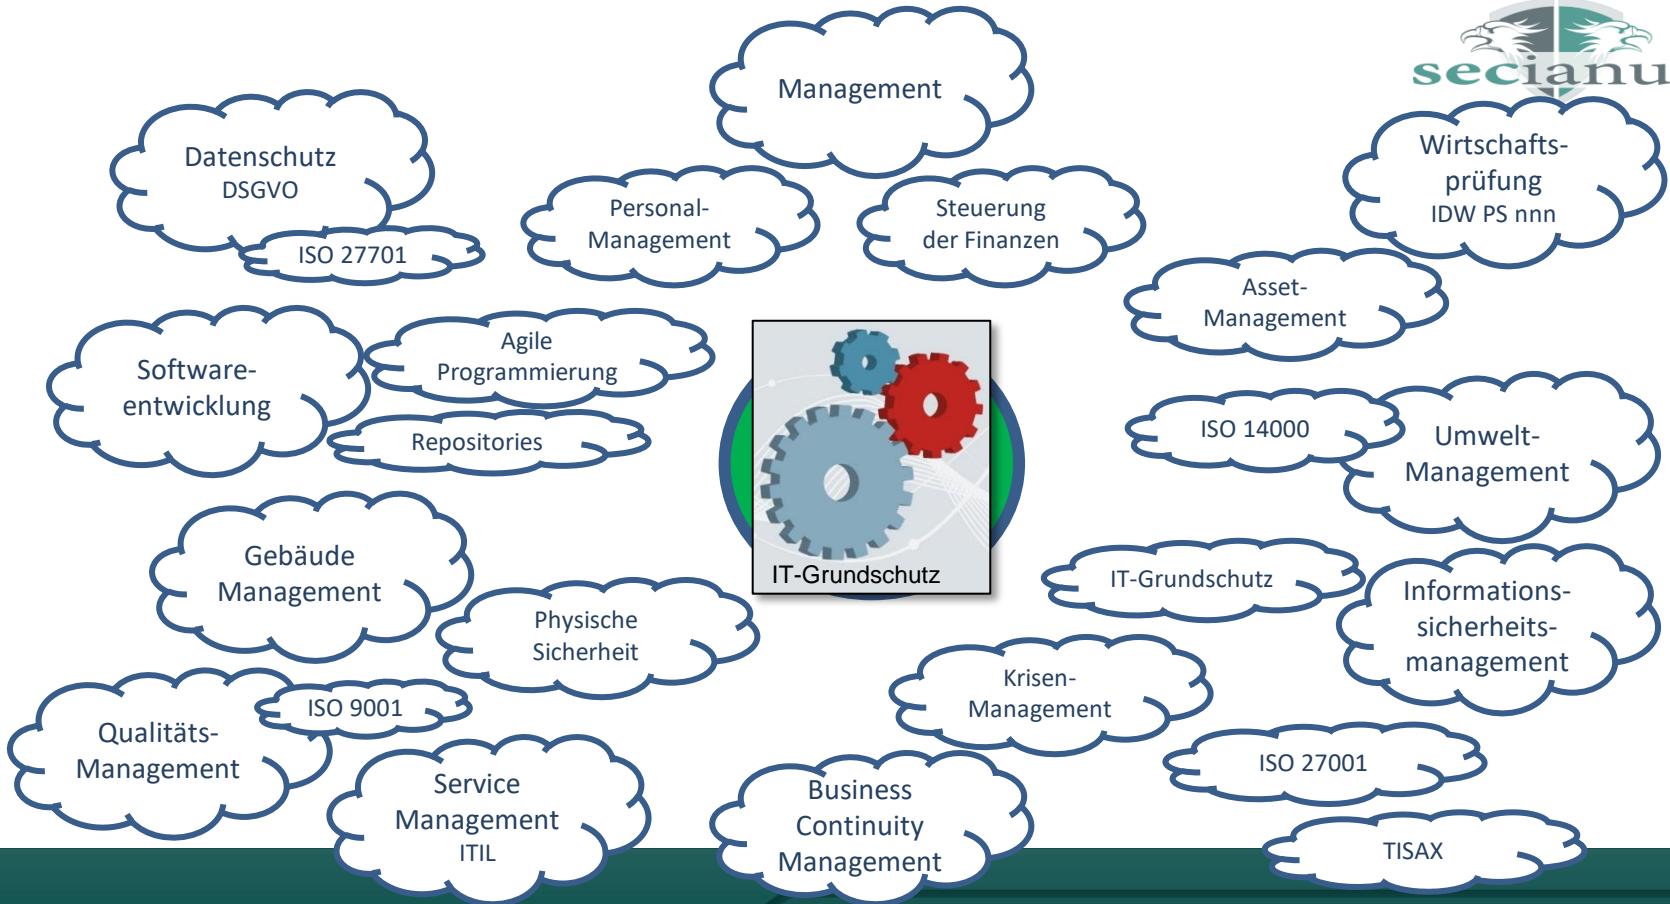 secianu
Management
Datenschutz
DSGVO
ISO 27701
Personal-
Management
Steuerung
der Finanzen
Wirtschafts-
prüfung
IDW PS nnn
Asset-
Management
Software-
entwicklung
Agile
Programmierung
Repositories
ISO 14000
Umwelt-
Management
IT-Grundschutz
Gebäude
Management
Physische
Sicherheit
IT-Grundschutz
Informations-
sicherheits-
management
Krisen-
Management
Qualitäts-
Management
ISO 9001
Service
Management
ITIL
Business
Continuity
Management
ISO 27001
TISAX